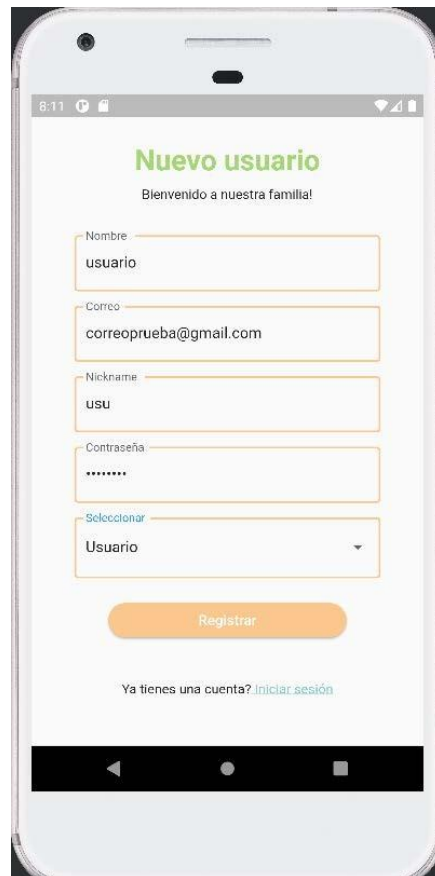 8:11
Nuevo usuario
Bienvenido a nuestra familia!
Nombre
usuario
Correo
correoprueba@gmail.com
Nickname
usu
Contraseña
••••••••
Seleccionar
Usuario
Registrar
Ya tienes una cuenta? Iniciar sesión